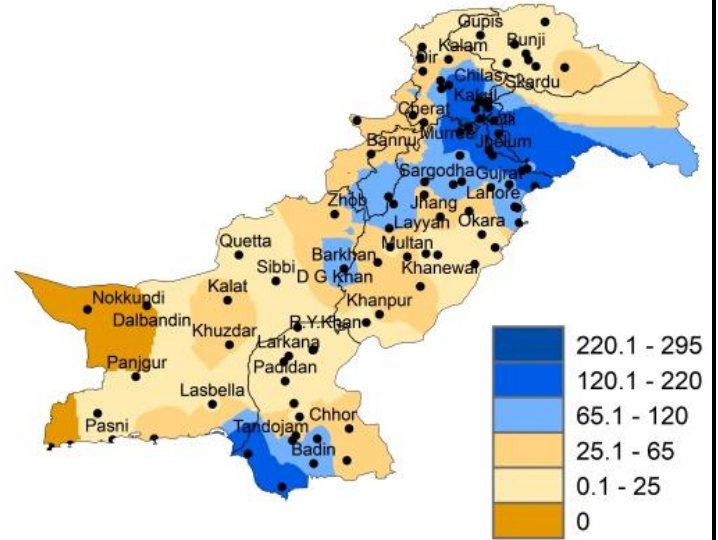 Gupis
Bunji
Kalam
Dir
Chilas
Skardu
Kakul
Cherat
Kotli
Murree
Bannu
Jhelum
Sargodha
Gujrat
Zhob
Jhang
Lahore
Layyah
Okara
Quetta
Multan
Barkhan
Sibbi
D G Khan
Khanewal
Nokkundi
Kalat
Khanpur
Dalbandin
R.Y.Khan
Khuzdar
Larkana
Panjgur
Padidan
Lasbella
Pasni
Chhor
Tandojam
Badin
220.1 - 295
120.1 - 220
65.1 - 120
25.1 - 65
0.1 - 25
0